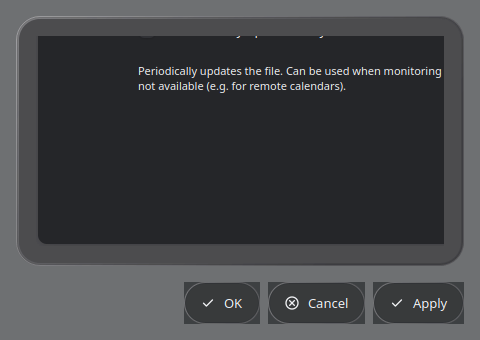 Periodically updates the file. Can be used when monitoring
not available (e.g. for remote calendars).
OK
Cancel
Apply